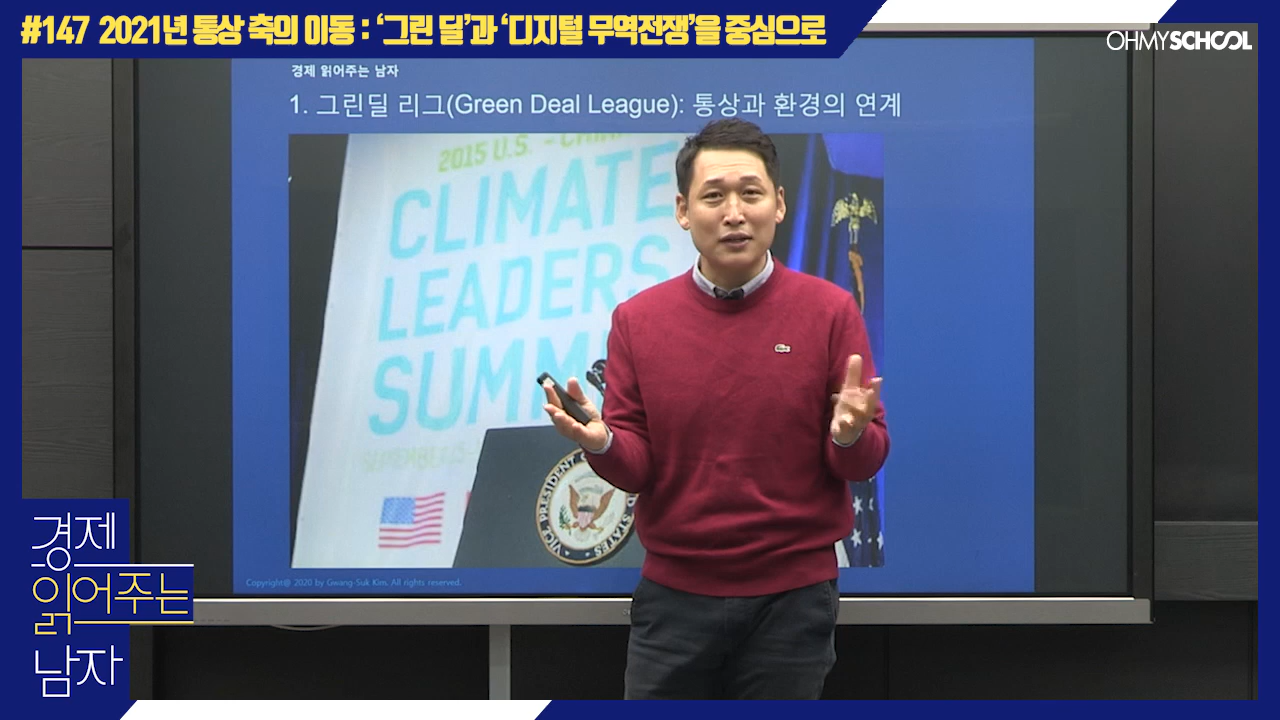 #147 2021년 통상 축의 이동 : ‘그린 딜’과 ‘디지털 무역전쟁’을 중심으로
OHMYSCHOOL
경제 읽어주는 남자
1. 그린딜 리그(Green Deal League): 통상과 환경의 연계
2015 U.S. -
CLIMATE
LEADERS
SUMM
VICE PRESIDENT
STATES
경제
읽어주는
남자
Copyright@ 2020 by Gwang-Suk Kim. All rights reserved.